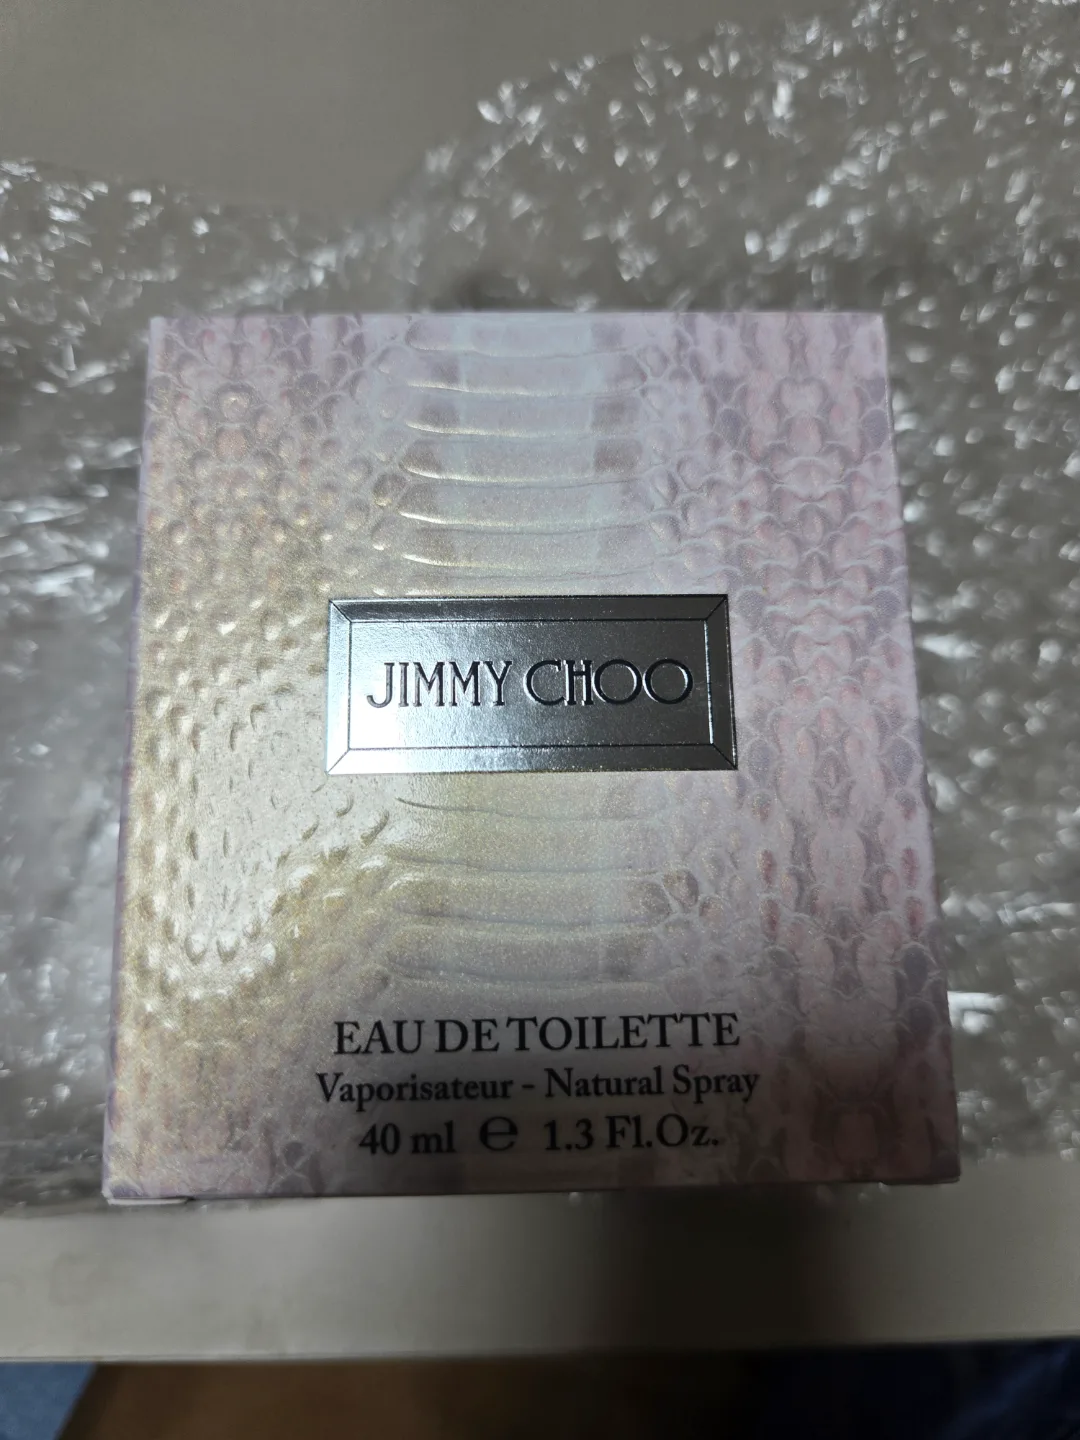 JIMMY CHOO
EAU DE TOILETTE
Vaporisateur - Natural Spray
40 ml ℮ 1.3 Fl.Oz.